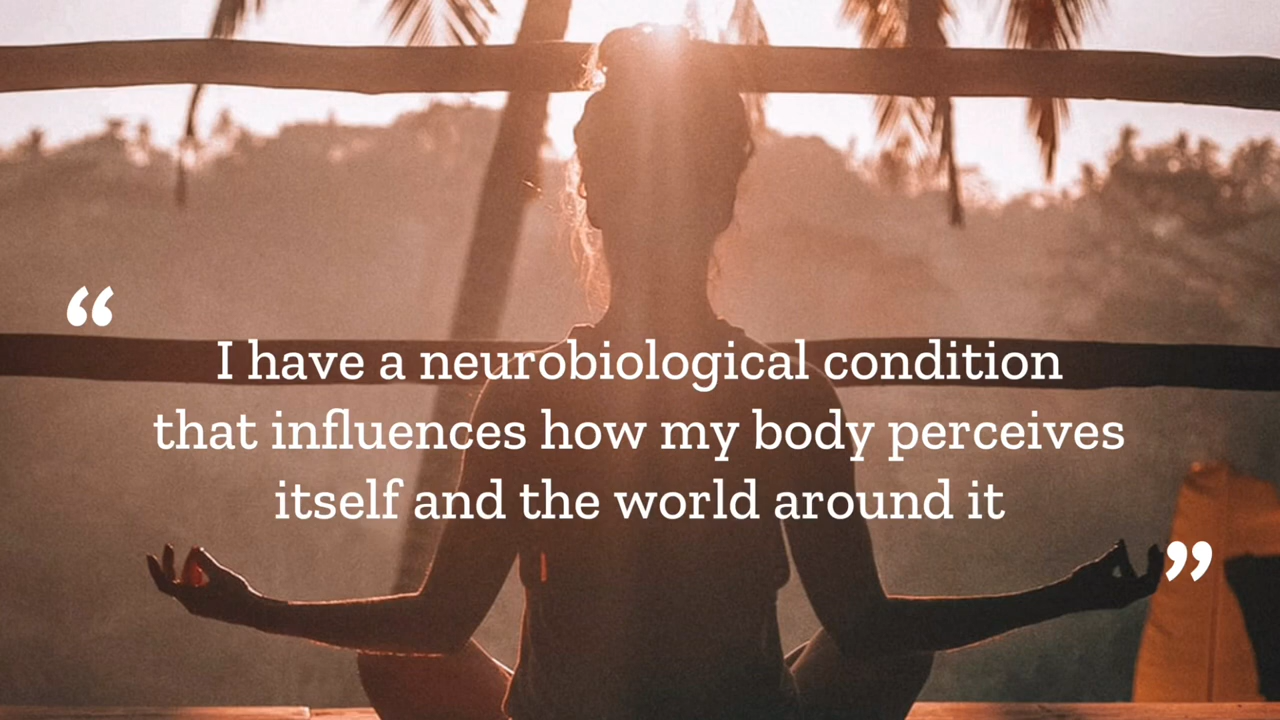 “
I have a neurobiological condition
that influences how my body perceives
itself and the world around it
”